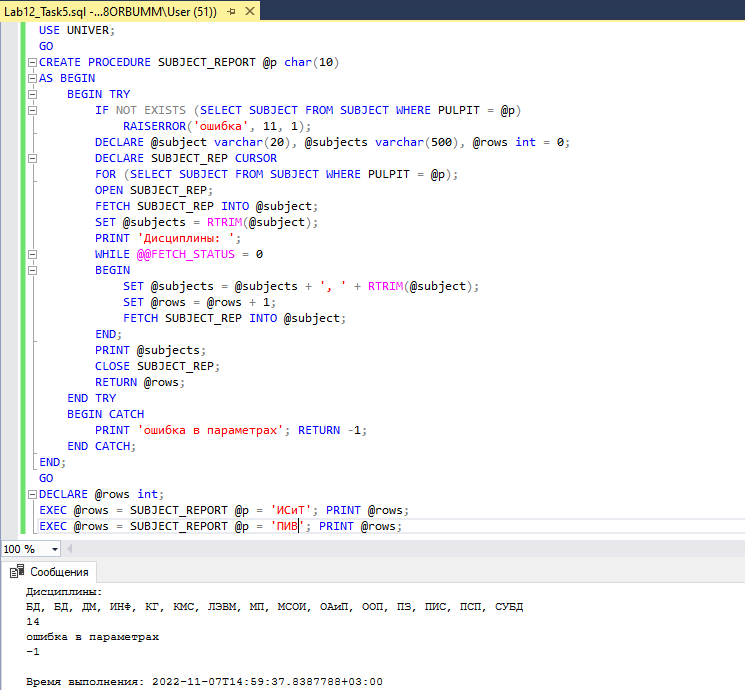 Lab12_Task5.sql -...8ORBUMM\User (51))
USE UNIVER;
GO
CREATE PROCEDURE SUBJECT_REPORT @p char(10)
AS BEGIN
BEGIN TRY
IF NOT EXISTS (SELECT SUBJECT FROM SUBJECT WHERE PULPIT = @p)
RAISERROR('ошибка', 11, 1);
DECLARE @subject varchar(20), @subjects varchar(500), @rows int = 0;
DECLARE SUBJECT_REP CURSOR
FOR (SELECT SUBJECT FROM SUBJECT WHERE PULPIT = @p);
OPEN SUBJECT_REP;
FETCH SUBJECT_REP INTO @subject;
SET @subjects = RTRIM(@subject);
PRINT 'Дисциплины: ';
WHILE @@FETCH_STATUS = 0
BEGIN
SET @subjects = @subjects + ', ' + RTRIM(@subject);
SET @rows = @rows + 1;
FETCH SUBJECT_REP INTO @subject;
END;
PRINT @subjects;
CLOSE SUBJECT_REP;
RETURN @rows;
END TRY
BEGIN CATCH
PRINT 'ошибка в параметрах'; RETURN -1;
END CATCH;
END;
GO
DECLARE @rows int;
EXEC @rows = SUBJECT_REPORT @p = 'ИСиТ'; PRINT @rows;
EXEC @rows = SUBJECT_REPORT @p = 'ПИВ'; PRINT @rows;
100 %
Сообщения
Дисциплины:
БД, БД, ДМ, ИНФ, КГ, КМС, ЛЭВМ, МП, МСОИ, ОАиП, ООП, ПЗ, ПИС, ПСП, СУБД
14
ошибка в параметрах
-1
Время выполнения: 2022-11-07T14:59:37.8387788+03:00